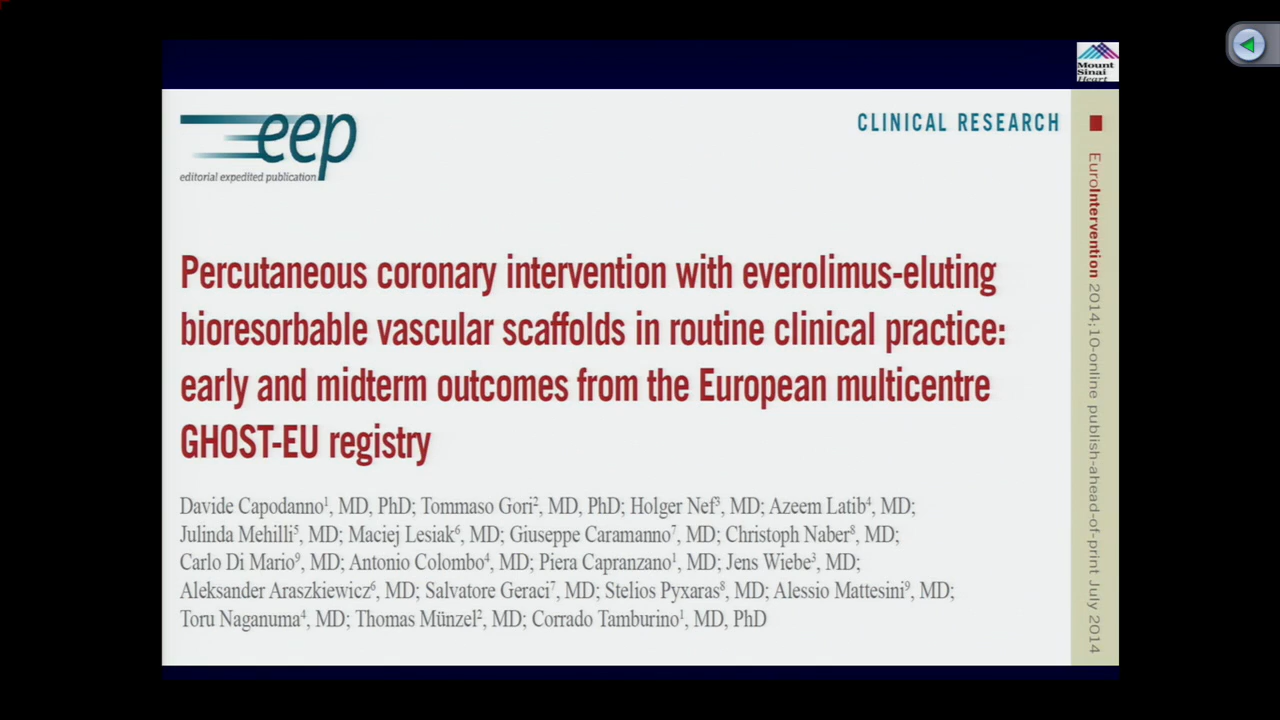 Mount
Sinai
Heart
eep
editorial expedited publication
CLINICAL RESEARCH
Percutaneous coronary intervention with everolimus-eluting
bioresorbable vascular scaffolds in routine clinical practice:
early and midterm outcomes from the European multicentre
GHOST-EU registry
Davide Capodanno¹, MD, PhD; Tommaso Gori², MD, PhD; Holger Nef³, MD; Azeem Latib⁴, MD;
Julinda Mehilli⁵, MD; Maciej Lesiak⁶, MD; Giuseppe Caramanno⁷, MD; Christoph Naber⁸, MD;
Carlo Di Mario⁹, MD; Antonio Colombo⁴, MD; Piera Capranzano¹, MD; Jens Wiebe³, MD;
Aleksander Araszkiewicz⁶, MD; Salvatore Geraci⁷, MD; Stelios Pyxaras⁸, MD; Alessio Mattesini⁹, MD;
Toru Naganuma⁴, MD; Thomas Münzel², MD; Corrado Tamburino¹, MD, PhD
EuroIntervention 2014;10-online publish-ahead-of-print July 2014